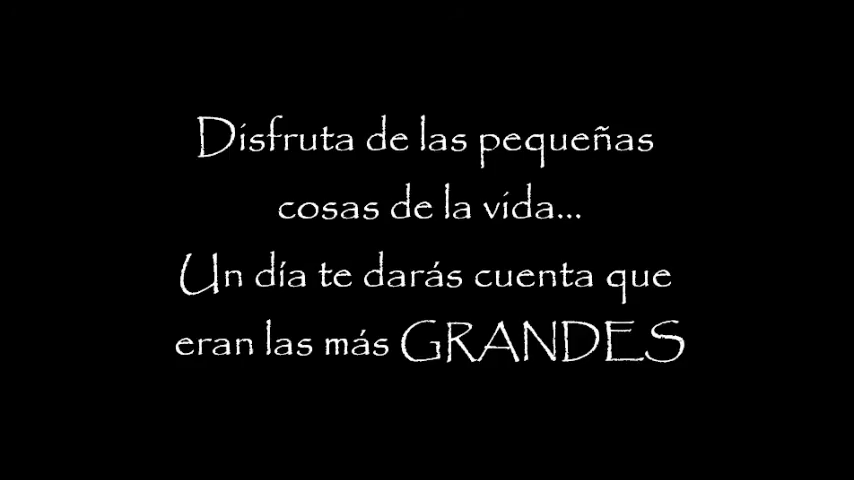 Disfruta de las pequeñas
cosas de la vida...
Un día te darás cuenta que
eran las más GRANDES